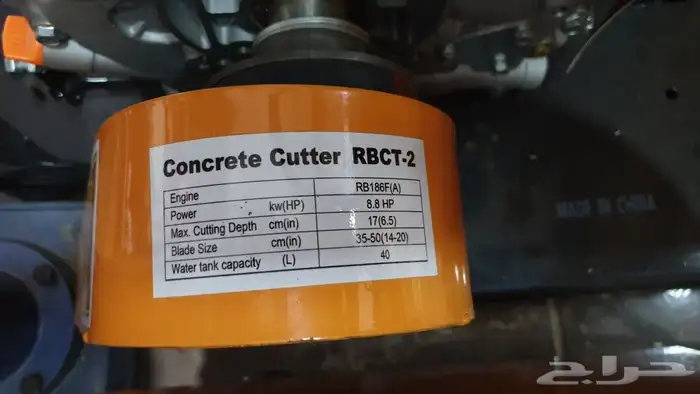 Concrete Cutter RBCT-2
Engine RB186F(A)
Power kw(HP) 8.8 HP
Max. Cutting Depth cm(in) 17(6.5)
Blade Size cm(in) 35-50(14-20)
Water tank capacity (L) 40
MADE IN CHINA
حراج